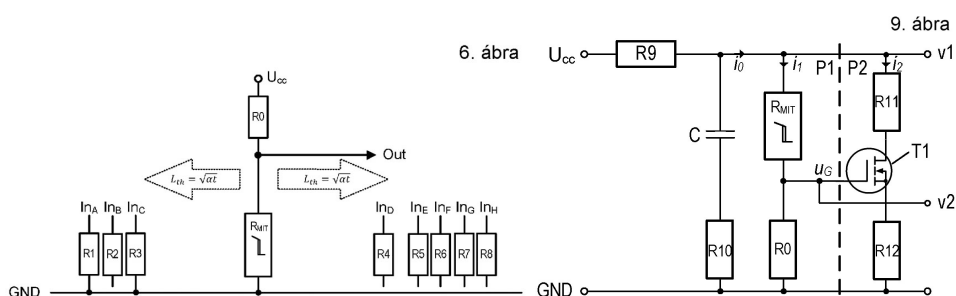 6. ábra
Ucc
R0
Out
Lth = √αt
Lth = √αt
InA InB InC
InD InE InF InG InH
R1 R2 R3
RMIT
R4 R5 R6 R7 R8
GND
9. ábra
Ucc
R9
i0
i1
P1 P2
i2
v1
RMIT
R11
C
T1
uG
v2
R10
R0
R12
GND